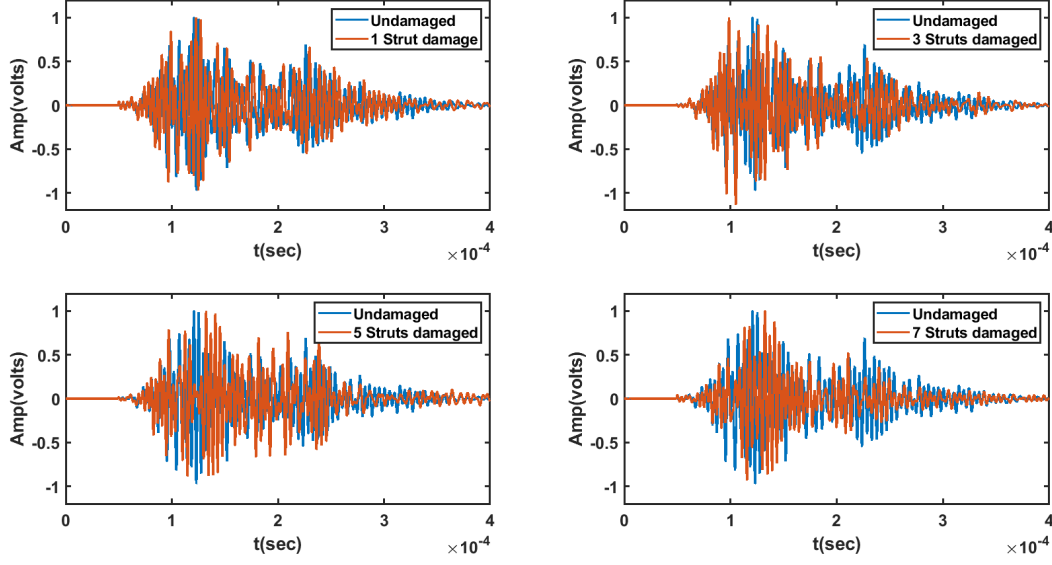 Undamaged
1 Strut damage
Amp(volts)
1
0.5
0
-0.5
-1
0
1
2
3
4
t(sec)
×10^-4
Undamaged
3 Struts damaged
Amp(volts)
1
0.5
0
-0.5
-1
0
1
2
3
4
t(sec)
×10^-4
Undamaged
5 Struts damaged
Amp(volts)
1
0.5
0
-0.5
-1
0
1
2
3
4
t(sec)
×10^-4
Undamaged
7 Struts damaged
Amp(volts)
1
0.5
0
-0.5
-1
0
1
2
3
4
t(sec)
×10^-4